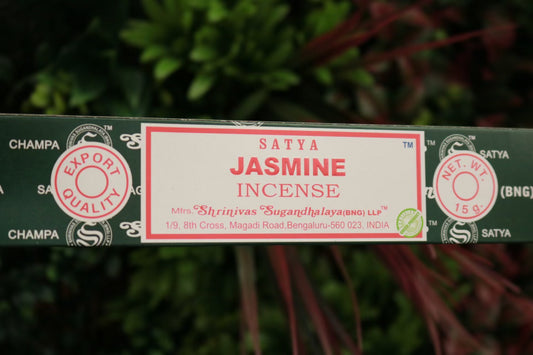 CHAMPA
SATYA
EXPORT
QUALITY
SATYA
TM
JASMINE
INCENSE
Mfrs. Shrinivas Sugandhalaya (BNG) LLP™
1/9, 8th Cross, Magadi Road, Bengaluru-560 023, INDIA
NET. WT.
15 g.
(BNG)
CHAMPA
SATYA